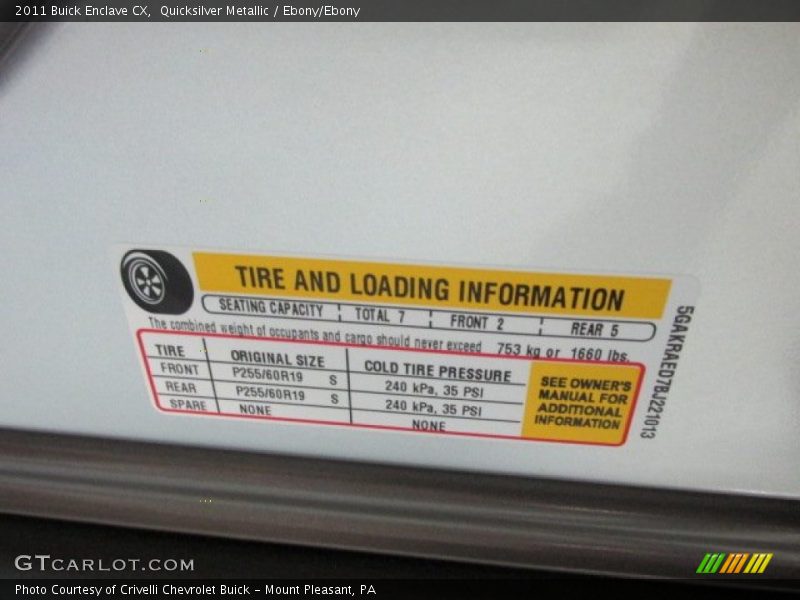 2011 Buick Enclave CX,  Quicksilver Metallic / Ebony/Ebony
TIRE AND LOADING INFORMATION
SEATING CAPACITY TOTAL 7 FRONT 2 REAR 5
The combined weight of occupants and cargo should never exceed 753 kg or 1660 lbs.
TIRE ORIGINAL SIZE COLD TIRE PRESSURE
FRONT P255/60R19 S 240 kPa, 35 PSI
REAR P255/60R19 S 240 kPa, 35 PSI
SPARE NONE NONE
SEE OWNER'S
MANUAL FOR
ADDITIONAL
INFORMATION
5GAKRAED7BJ221013
GTCARLOT.COM
Photo Courtesy of Crivelli Chevrolet Buick - Mount Pleasant, PA